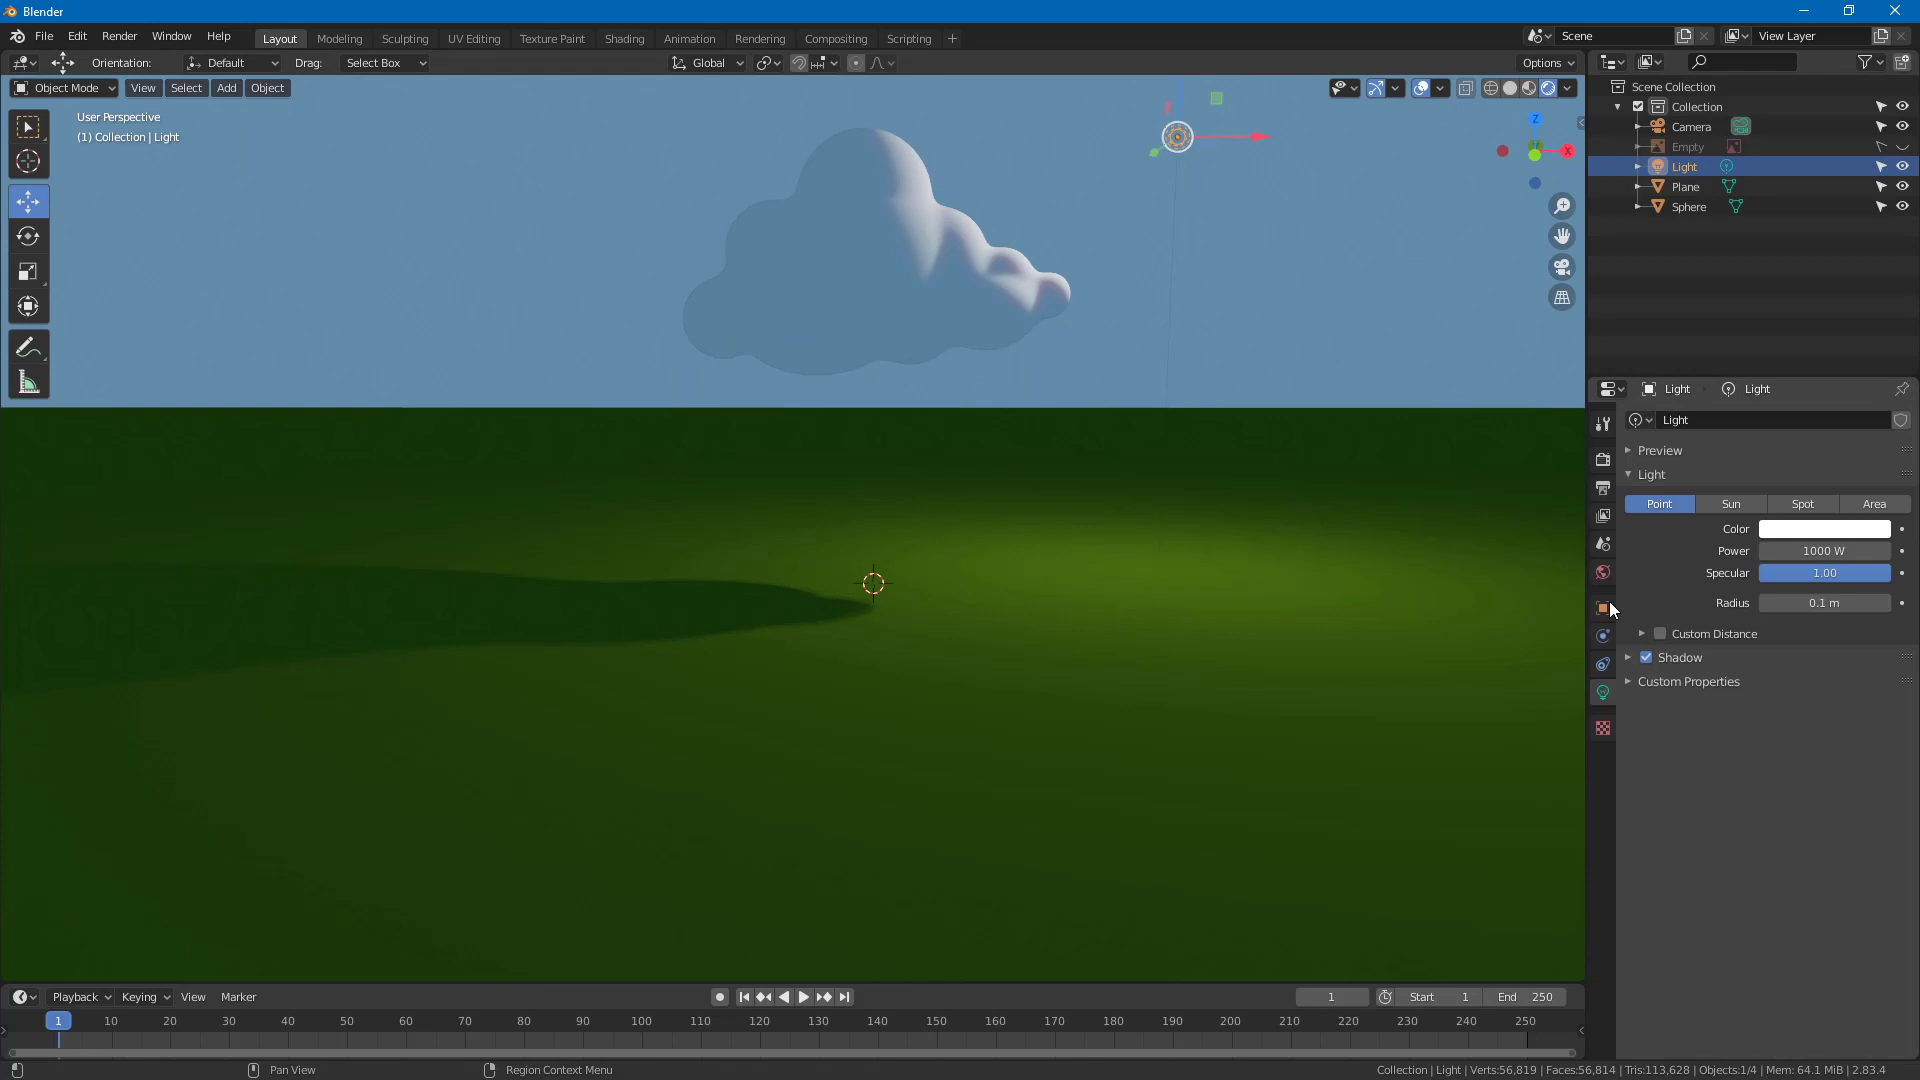 Blender
File Edit Render Window Help
Layout Modeling Sculpting UV Editing Texture Paint Shading Animation Rendering Compositing Scripting +
Scene
View Layer
Orientation: Default Drag: Select Box
Global
Options
Object Mode View Select Add Object
User Perspective
(1) Collection | Light
Z
X
Scene Collection
Collection
Camera
Empty
Light
Plane
Sphere
Light Light
Light
Preview
Light
Point Sun Spot Area
Color
Power 1000 W
Specular 1.00
Radius 0.1 m
Custom Distance
Shadow
Custom Properties
Playback Keying View Marker
1 Start 1 End 250
1 10 20 30 40 50 60 70 80 90 100 110 120 130 140 150 160 170 180 190 200 210 220 230 240 250
Pan View
Region Context Menu
Collection | Light | Verts:56,819 | Faces:56,814 | Tris:113,628 | Objects:1/4 | Mem: 64.1 MiB | 2.83.4